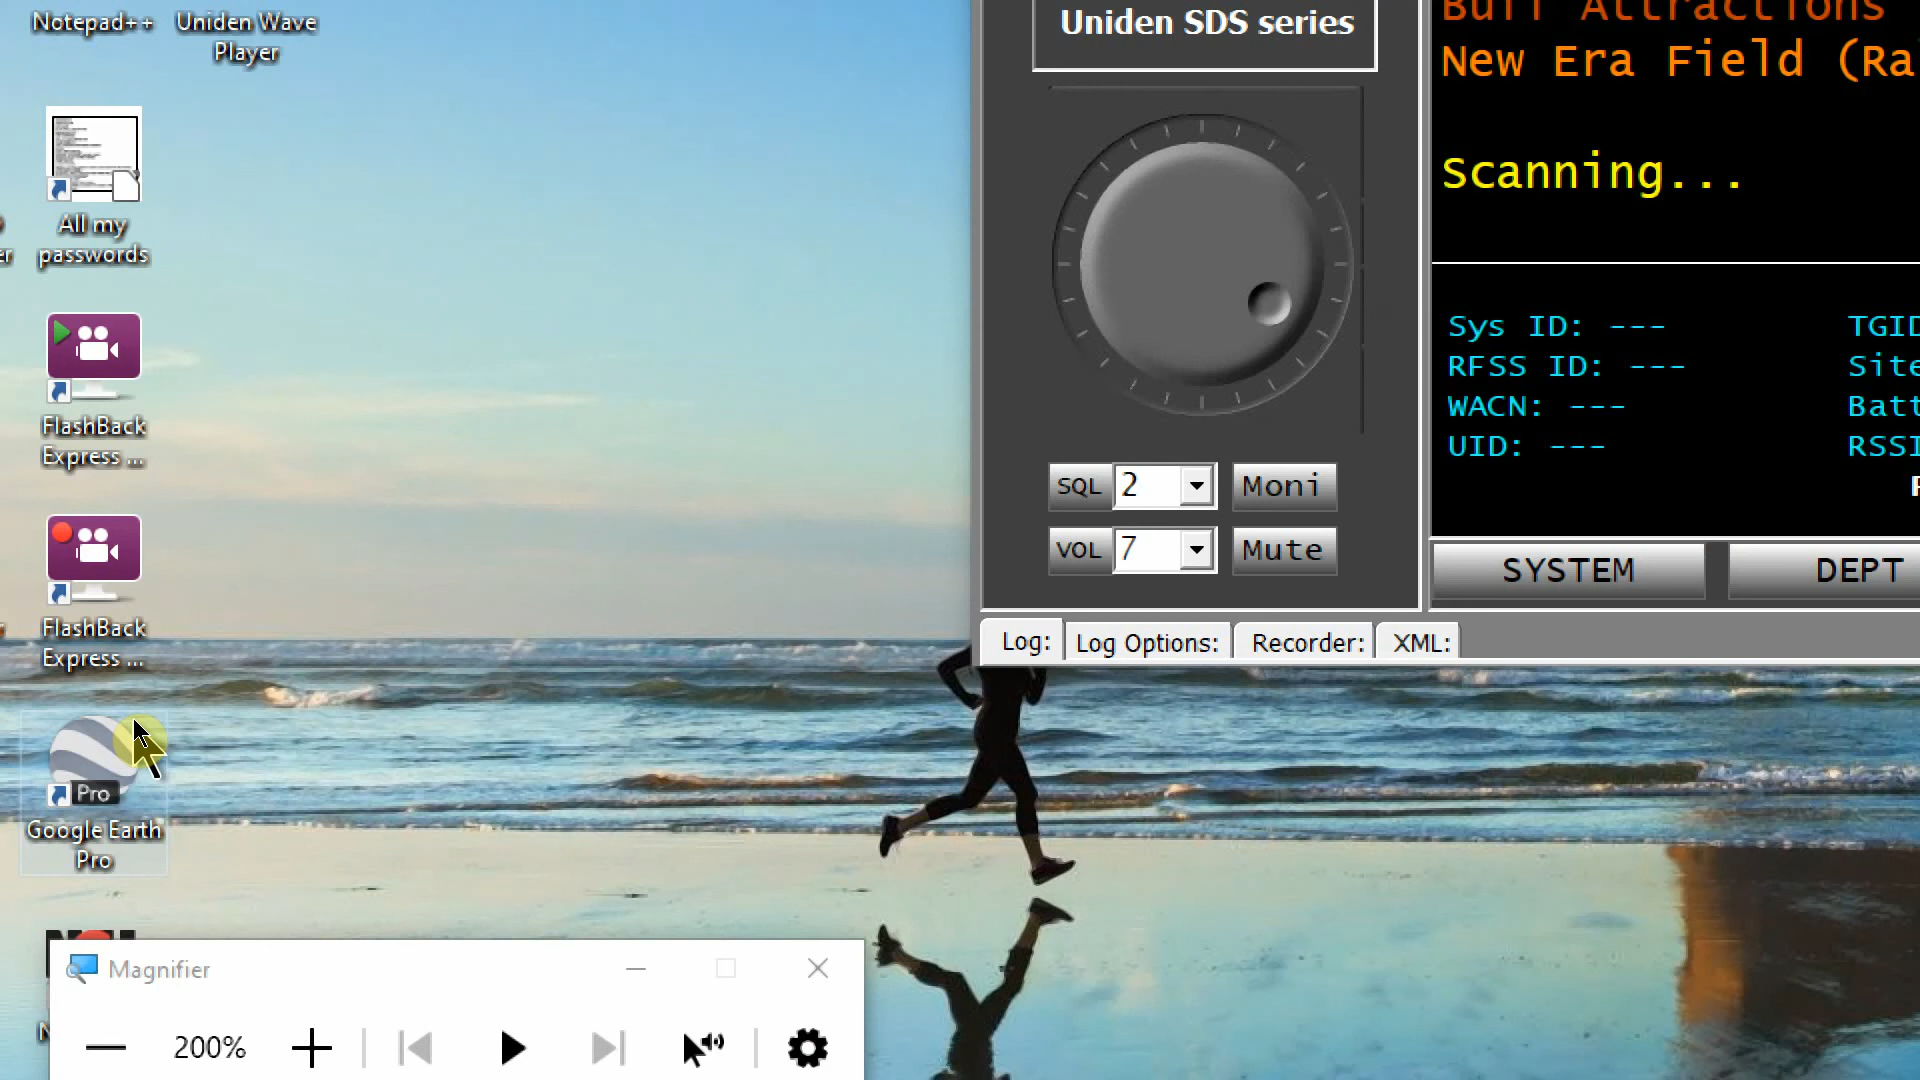 Notepad++
Uniden Wave
Player
All my
passwords
FlashBack
Express ...
FlashBack
Express ...
Pro
Google Earth
Pro
Magnifier
200%
Uniden SDS series
SQL 2 Moni
VOL 7 Mute
Log: Log Options: Recorder: XML:
Buff Attractions
New Era Field (Ra
Scanning...
Sys ID: --- TGID
RFSS ID: --- Site
WACN: --- Batt
UID: --- RSSI
SYSTEM DEPT